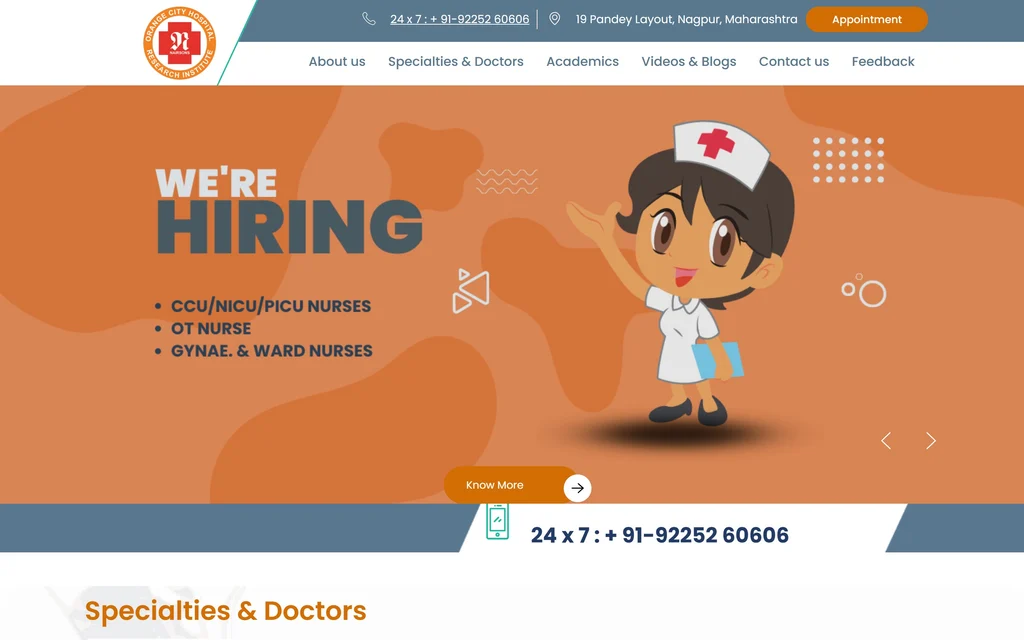 ORANGE CITY HOSPITAL
RESEARCH INSTITUTE
24 x 7 : + 91-92252 60606
19 Pandey Layout, Nagpur, Maharashtra
Appointment
About us
Specialties & Doctors
Academics
Videos & Blogs
Contact us
Feedback
WE'RE
HIRING
• CCU/NICU/PICU NURSES
• OT NURSE
• GYNAE. & WARD NURSES
Know More
24 x 7 : + 91-92252 60606
Specialties & Doctors